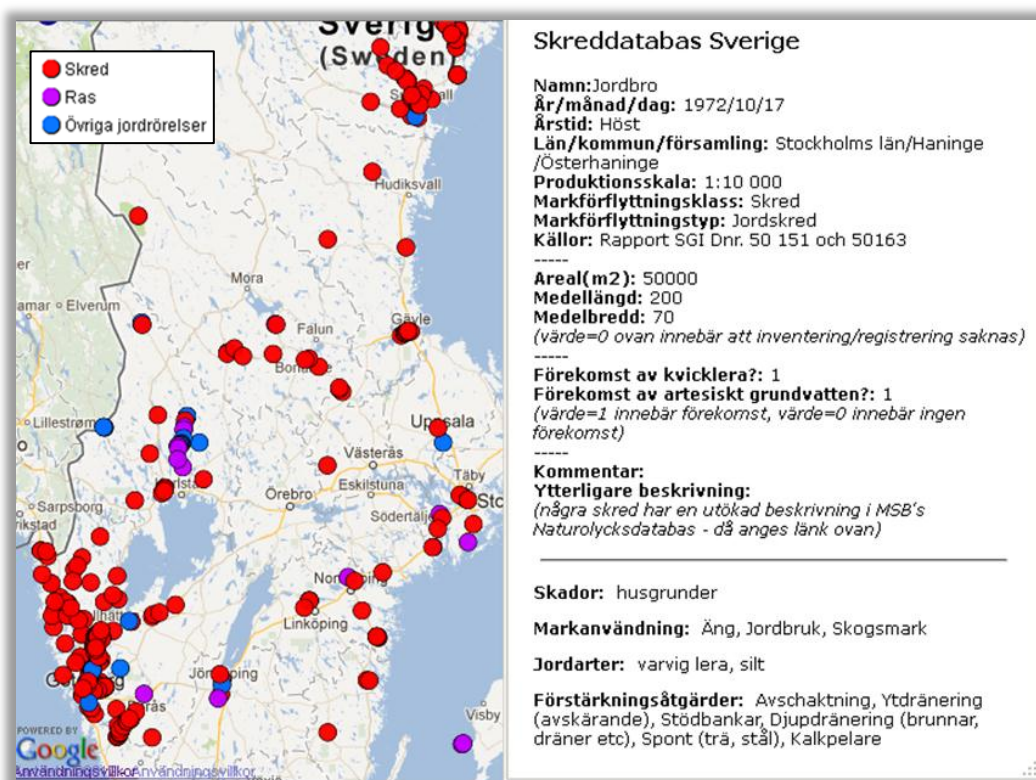 Sverig
(Sweden)
Skred
Ras
Övriga jordrörelser
Hudiksvall
Mora
Elverum
Falun
Gävle
Lillestrøm
Uppsala
Västerås
Täby
Karlsta
Örebro
Eskilstuna
Sto
Sarpsborg
Södertälje
Norrköping
Linköping
Jönköping
Borås
Visby
POWERED BY
Google
Användningsvillkor
Skreddatabas Sverige
Namn:Jordbro
År/månad/dag: 1972/10/17
Årstid: Höst
Län/kommun/församling: Stockholms län/Haninge
/Österhaninge
Produktionsskala: 1:10 000
Markförflyttningsklass: Skred
Markförflyttningstyp: Jordskred
Källor: Rapport SGI Dnr. 50 151 och 50163
-----
Areal(m2): 50000
Medellängd: 200
Medelbredd: 70
(värde=0 ovan innebär att inventering/registrering saknas)
-----
Förekomst av kvicklera?: 1
Förekomst av artesiskt grundvatten?: 1
(värde=1 innebär förekomst, värde=0 innebär ingen
förekomst)
-----
Kommentar:
Ytterligare beskrivning:
(några skred har en utökad beskrivning i MSB's
Naturolycksdatabas - då anges länk ovan)
Skador: husgrunder
Markanvändning: Äng, Jordbruk, Skogsmark
Jordarter: varvig lera, silt
Förstärkningsåtgärder: Avschaktning, Ytdränering
(avskärande), Stödbankar, Djupdränering (brunnar,
dräner etc), Spont (trä, stål), Kalkpelare